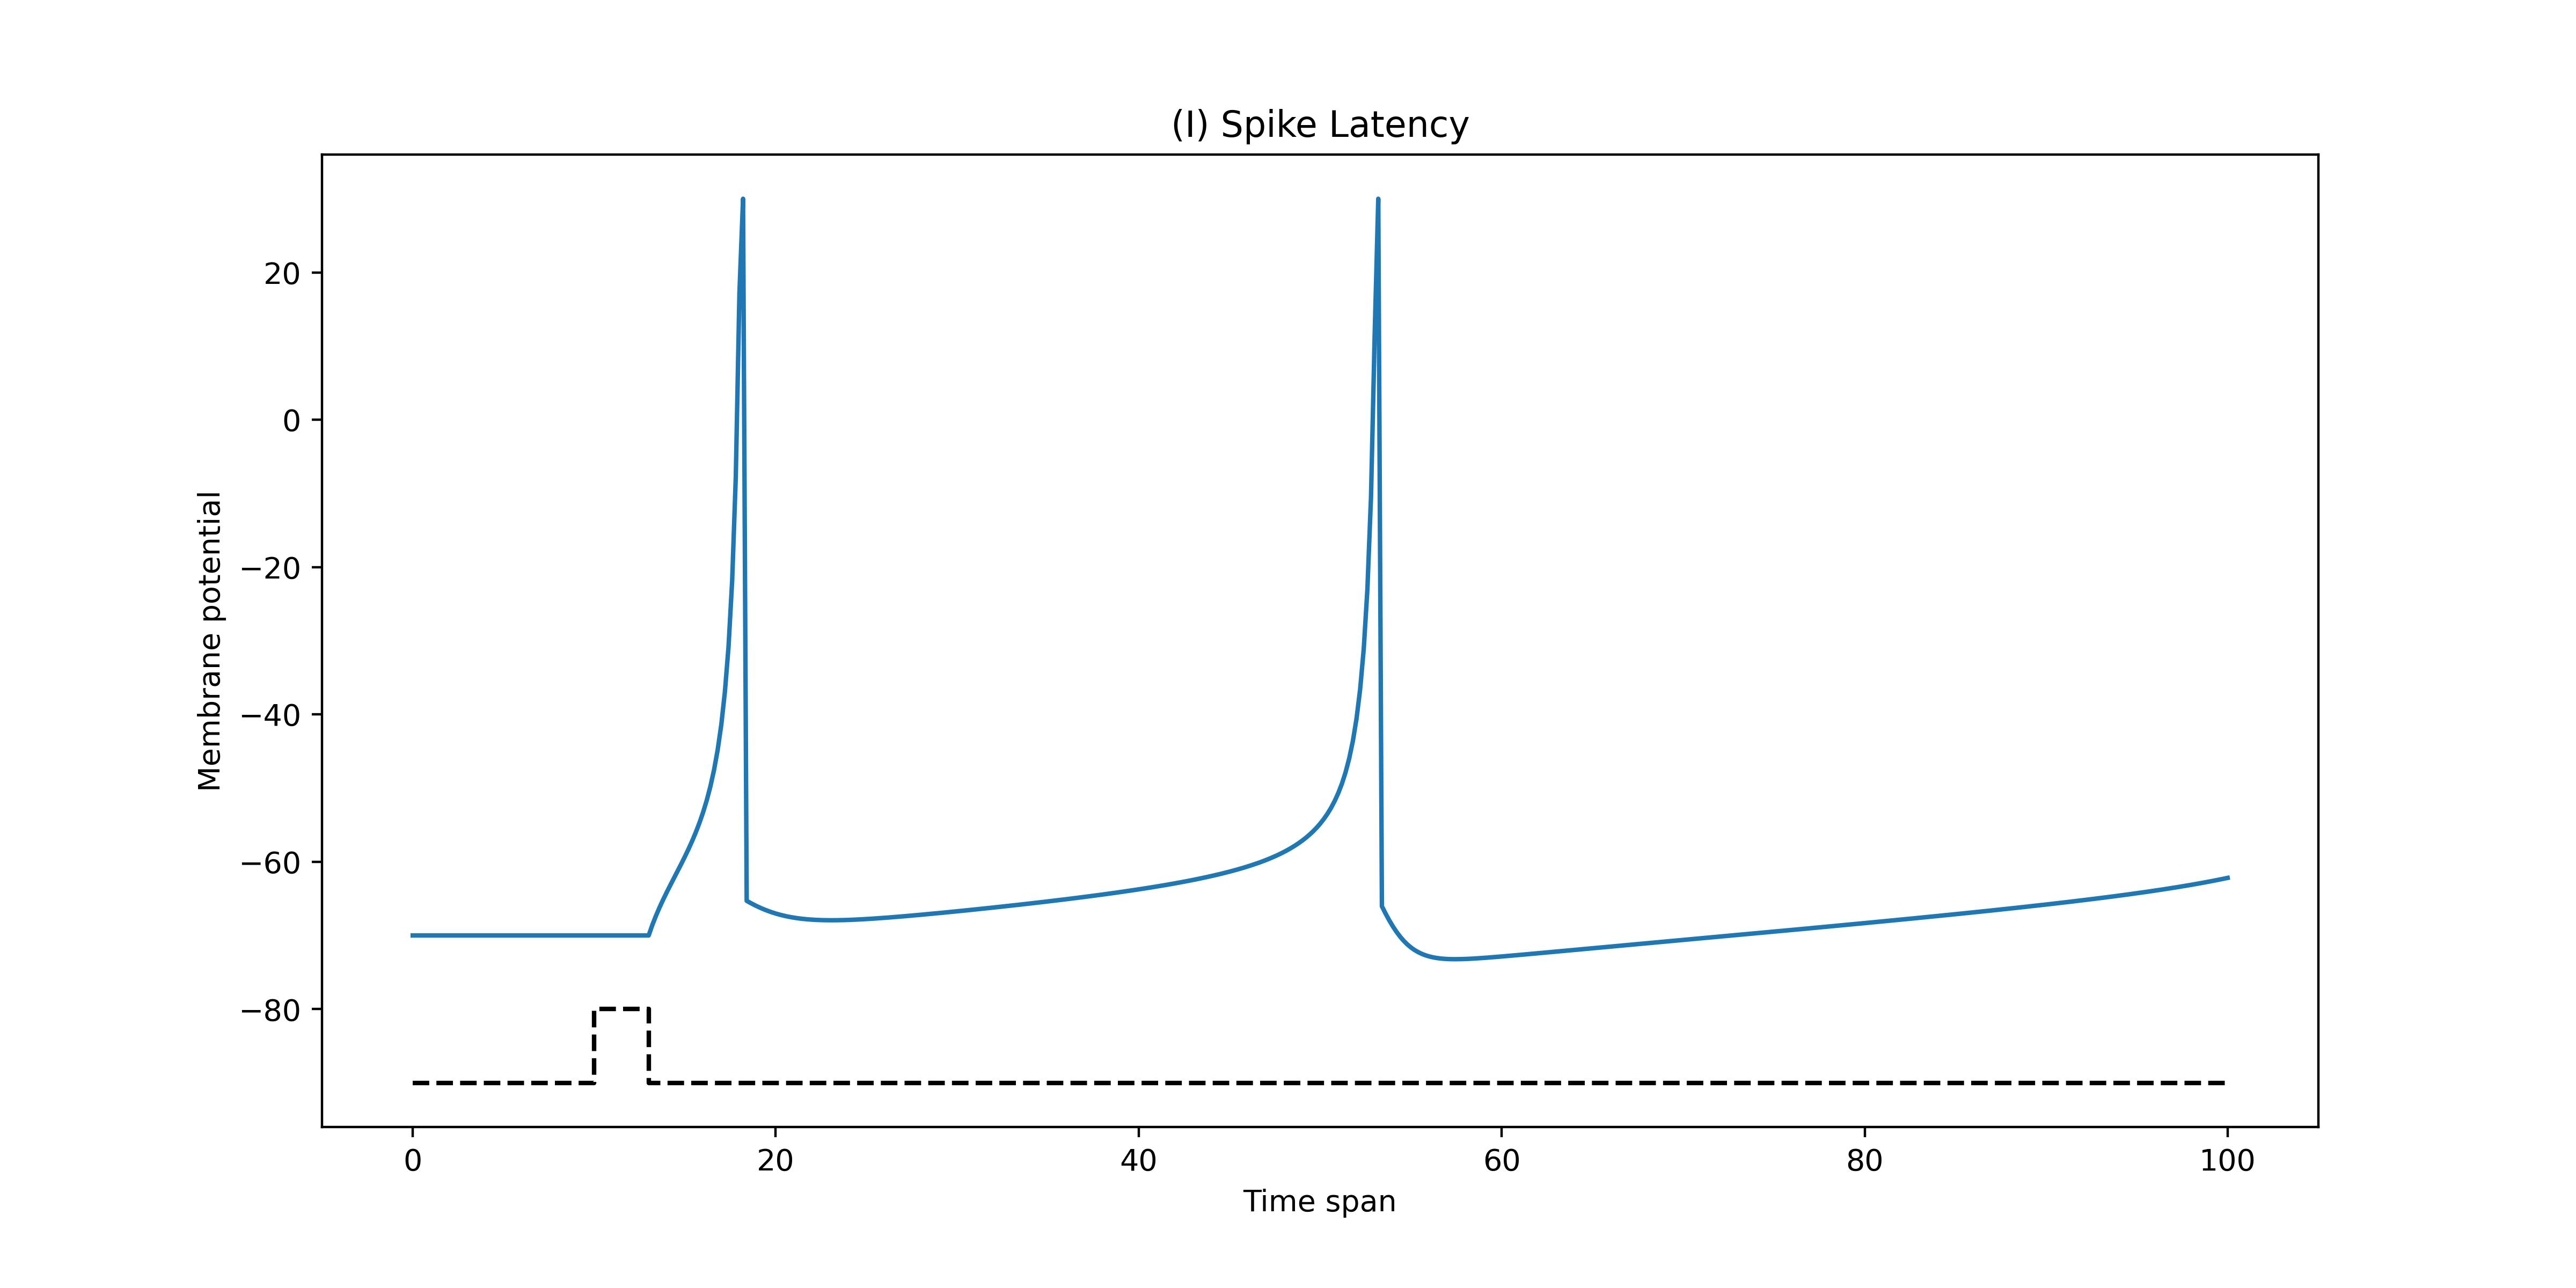 (I) Spike Latency
Membrane potential
20
0
−20
−40
−60
−80
0 20 40 60 80 100
Time span